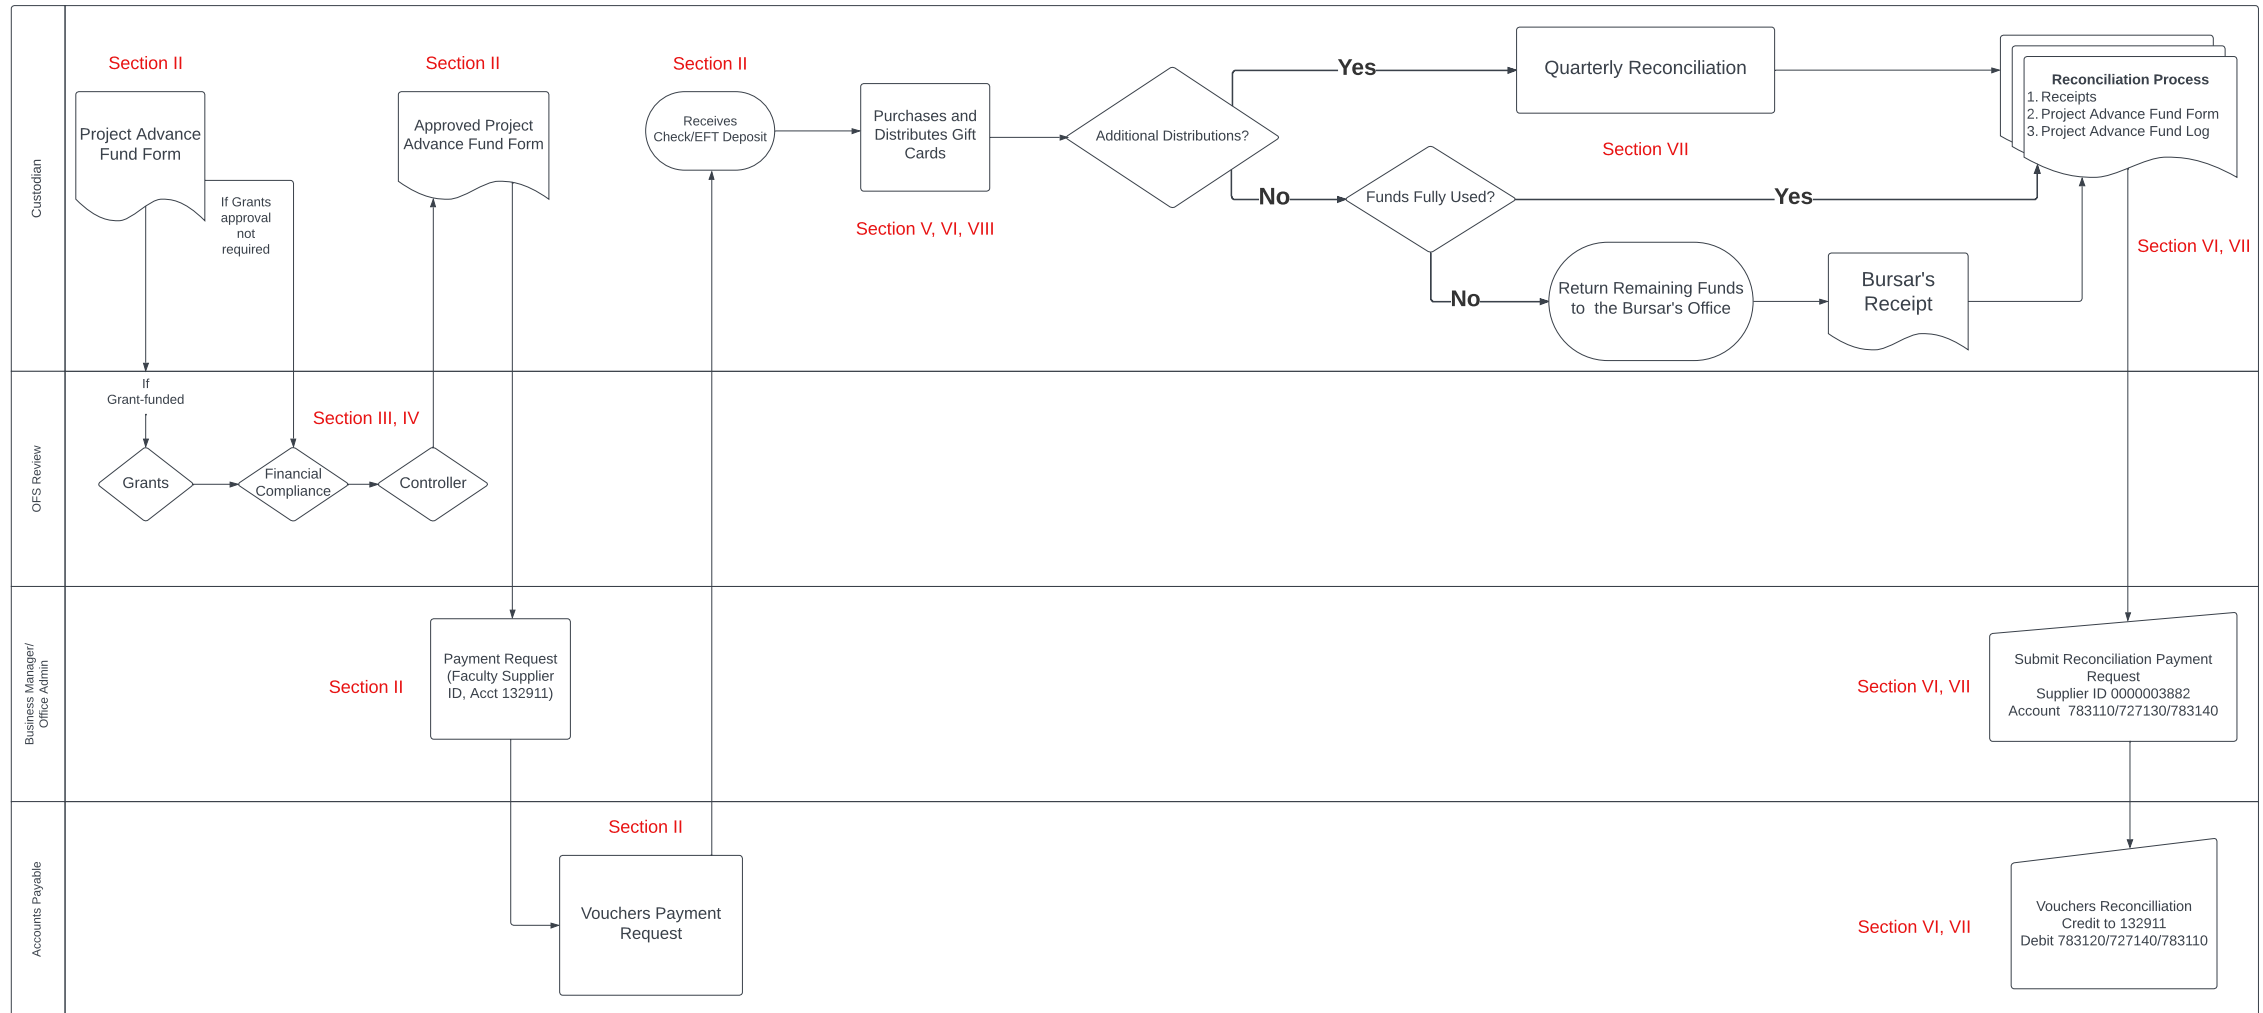 Custodian
Section II
Project Advance
Fund Form
If Grants
approval
not
required
Section II
Approved Project
Advance Fund Form
Section II
Receives
Check/EFT Deposit
Purchases and
Distributes Gift
Cards
Section V, VI, VIII
Additional Distributions?
Yes
No
Quarterly Reconciliation
Section VII
Funds Fully Used?
Yes
No
Return Remaining Funds
to  the Bursar's Office
Bursar's
Receipt
Reconciliation Process
1. Receipts
2. Project Advance Fund Form
3. Project Advance Fund Log
Section VI, VII
OFS Review
If
Grant-funded
Section III, IV
Grants
Financial
Compliance
Controller
Business Manager/
Office Admin
Section II
Payment Request
(Faculty Supplier
ID, Acct 132911)
Section VI, VII
Submit Reconciliation Payment
Request
Supplier ID 0000003882
Account  783110/727130/783140
Accounts Payable
Section II
Vouchers Payment
Request
Section VI, VII
Vouchers Reconcilliation
Credit to 132911
Debit 783120/727140/783110